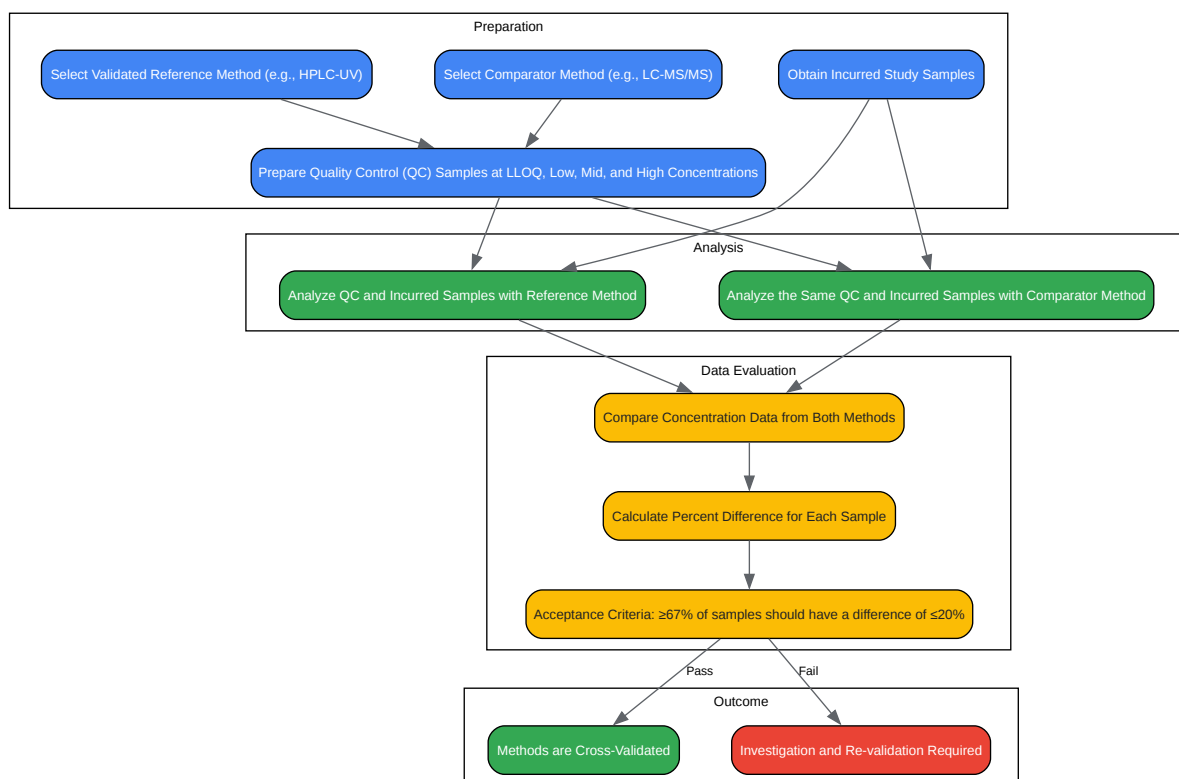 Preparation
Select Validated Reference Method (e.g., HPLC-UV)
Select Comparator Method (e.g., LC-MS/MS)
Obtain Incurred Study Samples
Prepare Quality Control (QC) Samples at LLOQ, Low, Mid, and High Concentrations
Analysis
Analyze QC and Incurred Samples with Reference Method
Analyze the Same QC and Incurred Samples with Comparator Method
Data Evaluation
Compare Concentration Data from Both Methods
Calculate Percent Difference for Each Sample
Acceptance Criteria: ≥67% of samples should have a difference of ≤20%
Pass
Fail
Outcome
Methods are Cross-Validated
Investigation and Re-validation Required